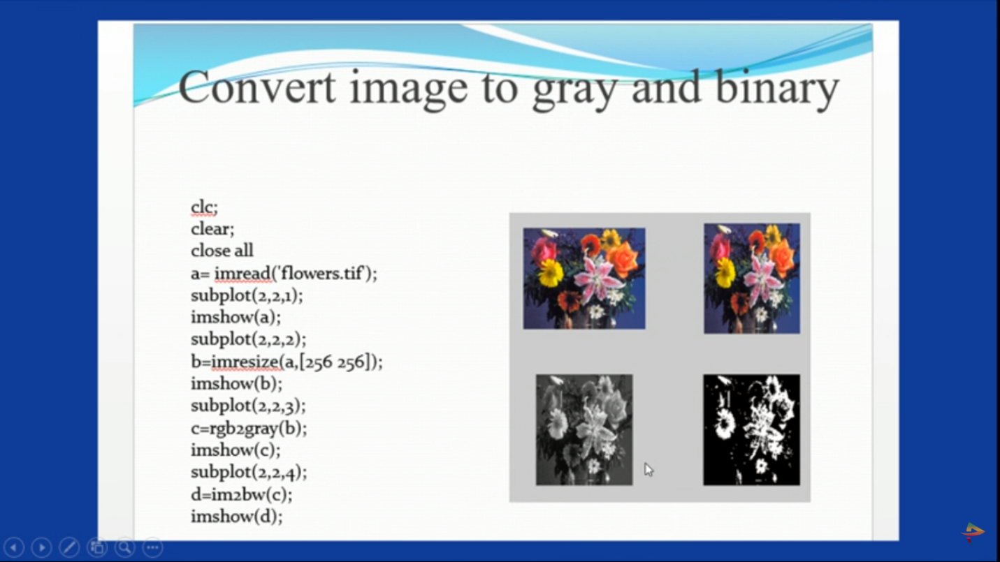 Convert image to gray and binary
clc;
clear;
close all
a= imread('flowers.tif');
subplot(2,2,1);
imshow(a);
subplot(2,2,2);
b=imresize(a,[256 256]);
imshow(b);
subplot(2,2,3);
c=rgb2gray(b);
imshow(c);
subplot(2,2,4);
d=im2bw(c);
imshow(d);